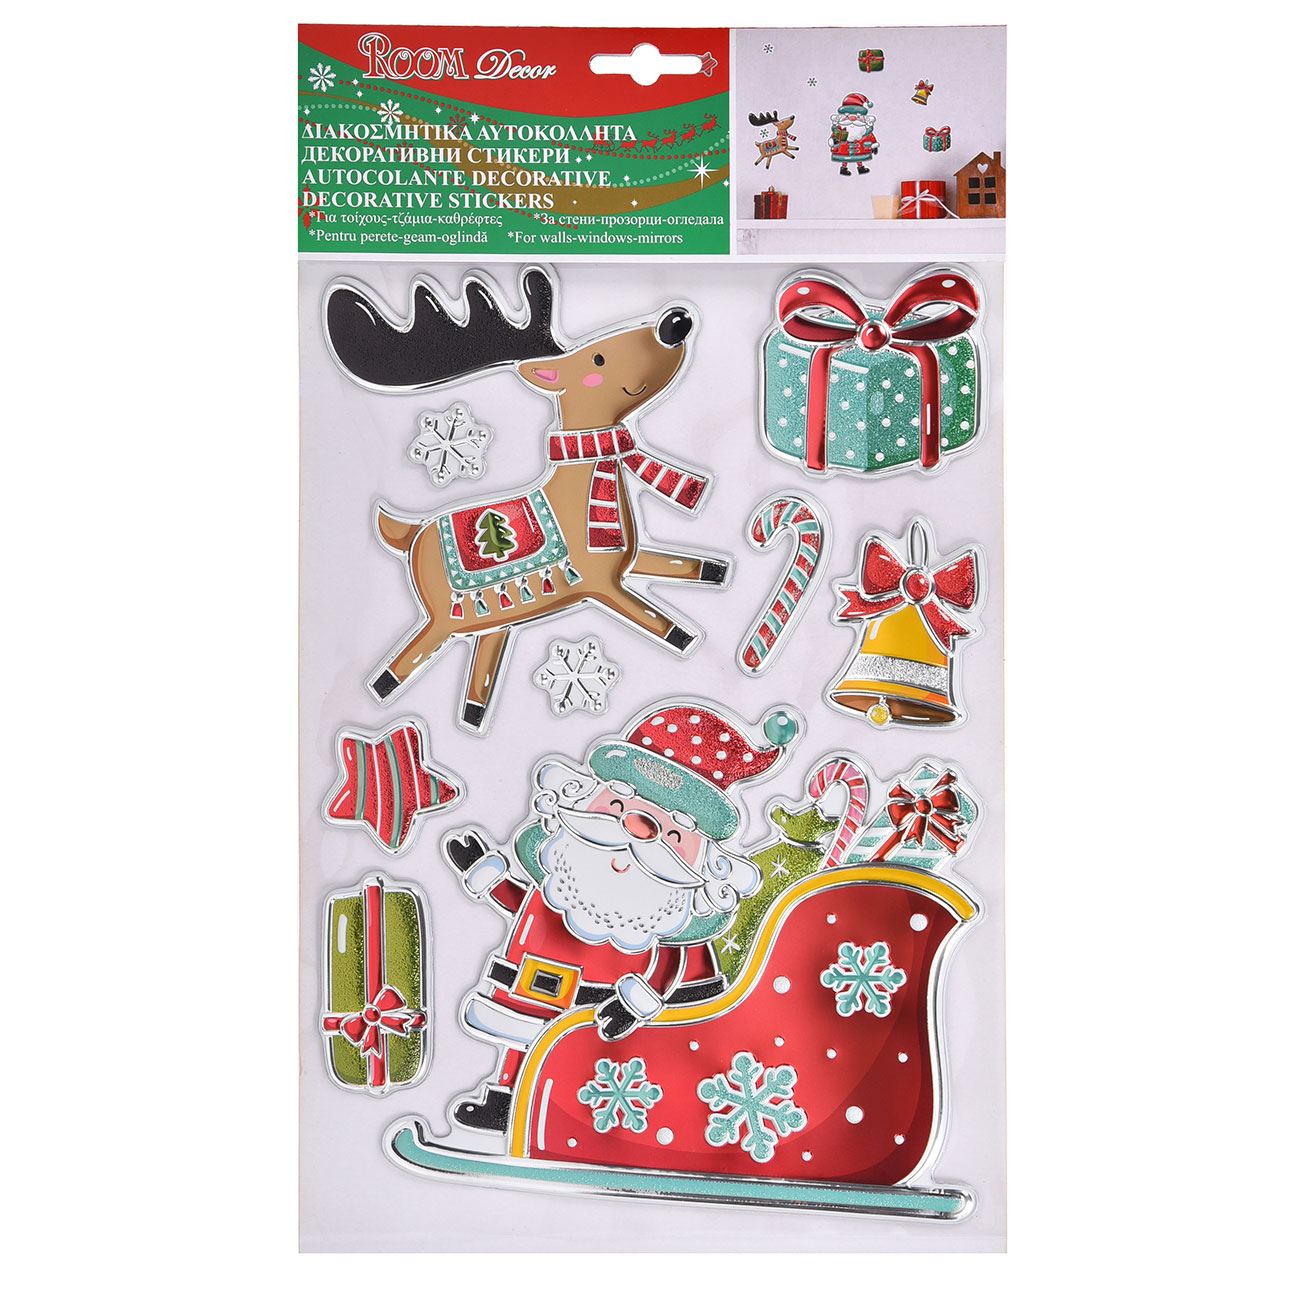 ROOM Decor
ΔΙΑΚΟΣΜΗΤΙΚΑ ΑΥΤΟΚΟΛΛΗΤΑ
ДЕКОРАТИВНИ СТИКЕРИ
AUTOCOLANTE DECORATIVE
DECORATIVE STICKERS
*Για τοίχους-τζάμια-καθρέφτες *За стени-прозорци-огледала
*Pentru perete-geam-oglindă *For walls-windows-mirrors